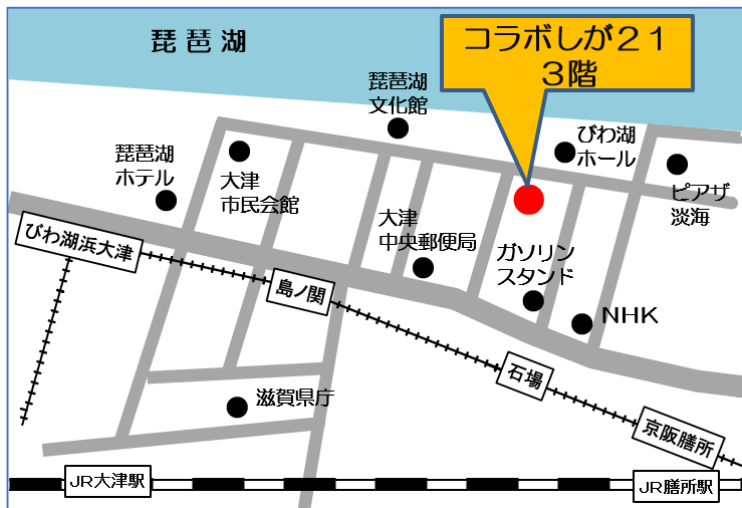 琵琶湖
コラボしが２１
３階
琵琶湖
文化館
びわ湖
ホール
琵琶湖
ホテル
大津
市民会館
ピアザ
淡海
大津
中央郵便局
ガソリン
スタンド
びわ湖浜大津
島ノ関
NHK
石場
滋賀県庁
京阪膳所
JR大津駅
JR膳所駅